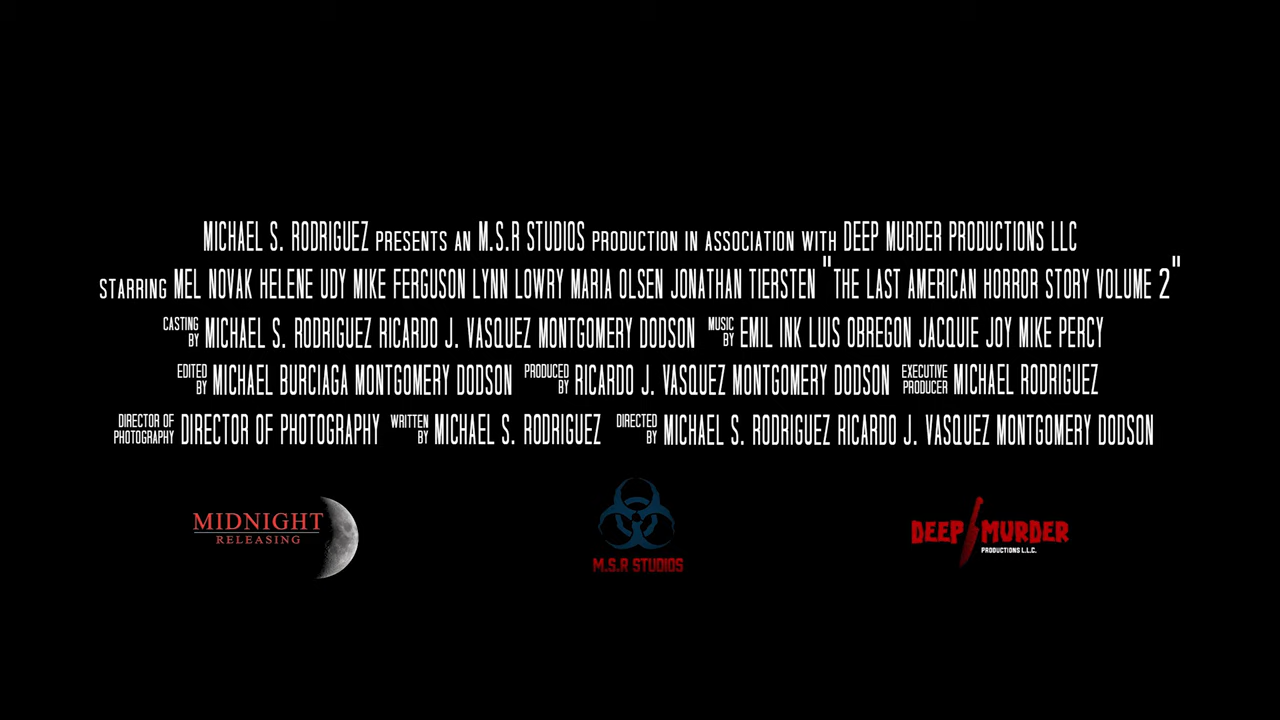 MICHAEL S. RODRIGUEZ PRESENTS AN M.S.R STUDIOS PRODUCTION IN ASSOCIATION WITH DEEP MURDER PRODUCTIONS LLC
STARRING MEL NOVAK HELENE UDY MIKE FERGUSON LYNN LOWRY MARIA OLSEN JONATHAN TIERSTEN "THE LAST AMERICAN HORROR STORY VOLUME 2"
CASTING BY MICHAEL S. RODRIGUEZ RICARDO J. VASQUEZ MONTGOMERY DODSON MUSIC BY EMIL INK LUIS OBREGON JACQUIE JOY MIKE PERCY
EDITED BY MICHAEL BURCIAGA MONTGOMERY DODSON PRODUCED BY RICARDO J. VASQUEZ MONTGOMERY DODSON EXECUTIVE PRODUCER MICHAEL RODRIGUEZ
DIRECTOR OF PHOTOGRAPHY DIRECTOR OF PHOTOGRAPHY WRITTEN BY MICHAEL S. RODRIGUEZ DIRECTED BY MICHAEL S. RODRIGUEZ RICARDO J. VASQUEZ MONTGOMERY DODSON
MIDNIGHT
RELEASING
M.S.R STUDIOS
DEEP MURDER
PRODUCTIONS L.L.C.